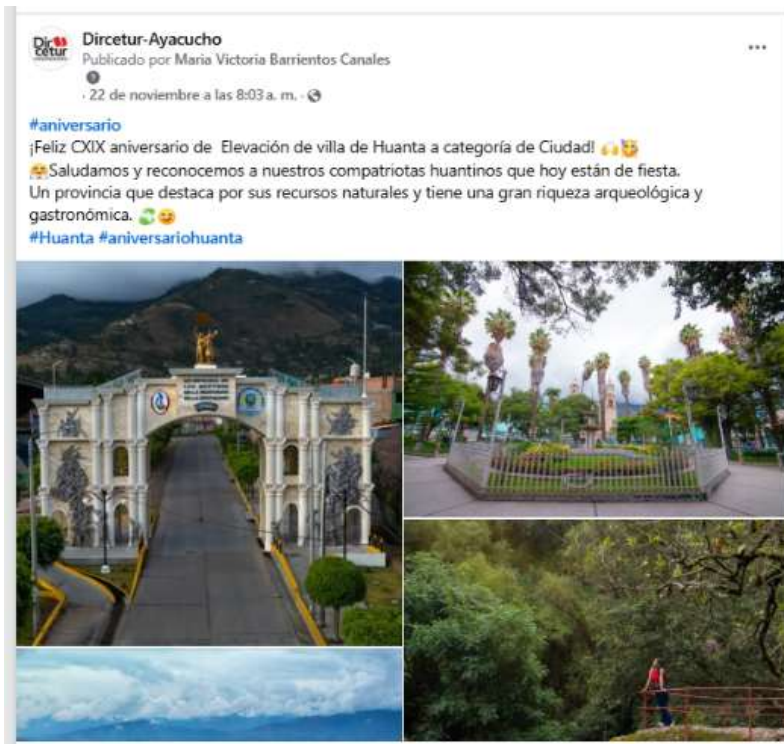 Dircetur
Dircetur-Ayacucho
Publicado por Maria Victoria Barrientos Canales
· 22 de noviembre a las 8:03 a. m. ·
#aniversario
¡Feliz CXIX aniversario de Elevación de villa de Huanta a categoría de Ciudad!
Saludamos y reconocemos a nuestros compatriotas huantinos que hoy están de fiesta.
Un provincia que destaca por sus recursos naturales y tiene una gran riqueza arqueológica y
gastronómica.
#Huanta #aniversariohuanta